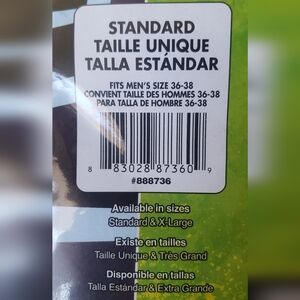 STANDARD
TAILLE UNIQUE
TALLA ESTÁNDAR
FITS MEN'S SIZE 36-38
CONVIENT TAILLE DES HOMMES 36-38
PARA TALLA DE HOMBRE 36-38
8 83028 87360 9
#888736
Available in sizes
Standard & X-Large
Existe en tailles
Taille Unique & Très Grand
Disponible en tallas
Talla Estándar & Extra Grande